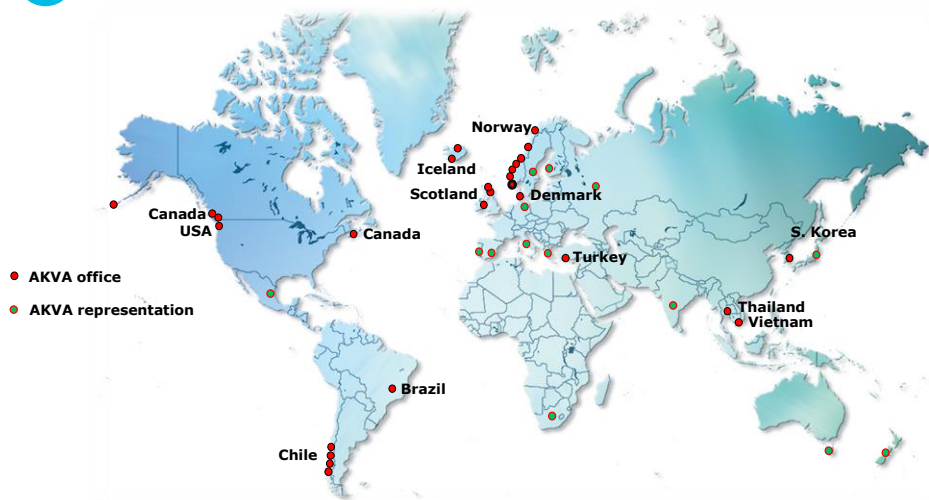 Norway
Iceland
Scotland
Denmark
Canada
USA
Canada
S. Korea
Turkey
AKVA office
AKVA representation
Thailand
Vietnam
Brazil
Chile